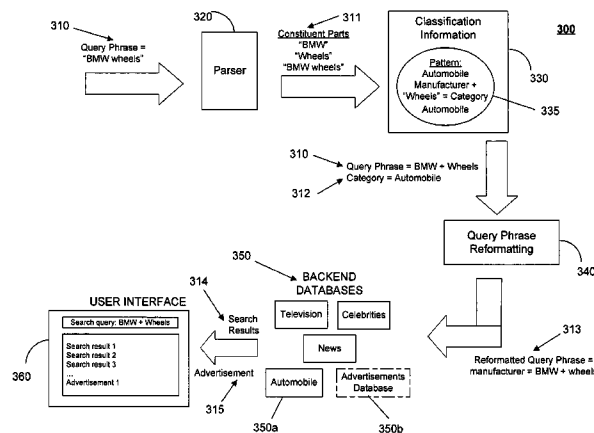 310
Query Phrase =
"BMW wheels"
320
Parser
311
Constituent Parts
"BMW"
"Wheels"
"BMW wheels"
Classification
Information
Pattern:
Automobile
Manufacturer +
"Wheels" = Category
Automobile
300
330
335
310
Query Phrase = BMW + Wheels
312
Category = Automobile
Query Phrase
Reformatting
340
313
Reformatted Query Phrase =
manufacturer = BMW + wheels
350
BACKEND
DATABASES
Television
Celebrities
News
Automobile
Advertisements
Database
350a
350b
314
Search
Results
Advertisement
315
USER INTERFACE
Search query: BMW + Wheels
Search result 1
Search result 2
Search result 3
...
Advertisement 1
360